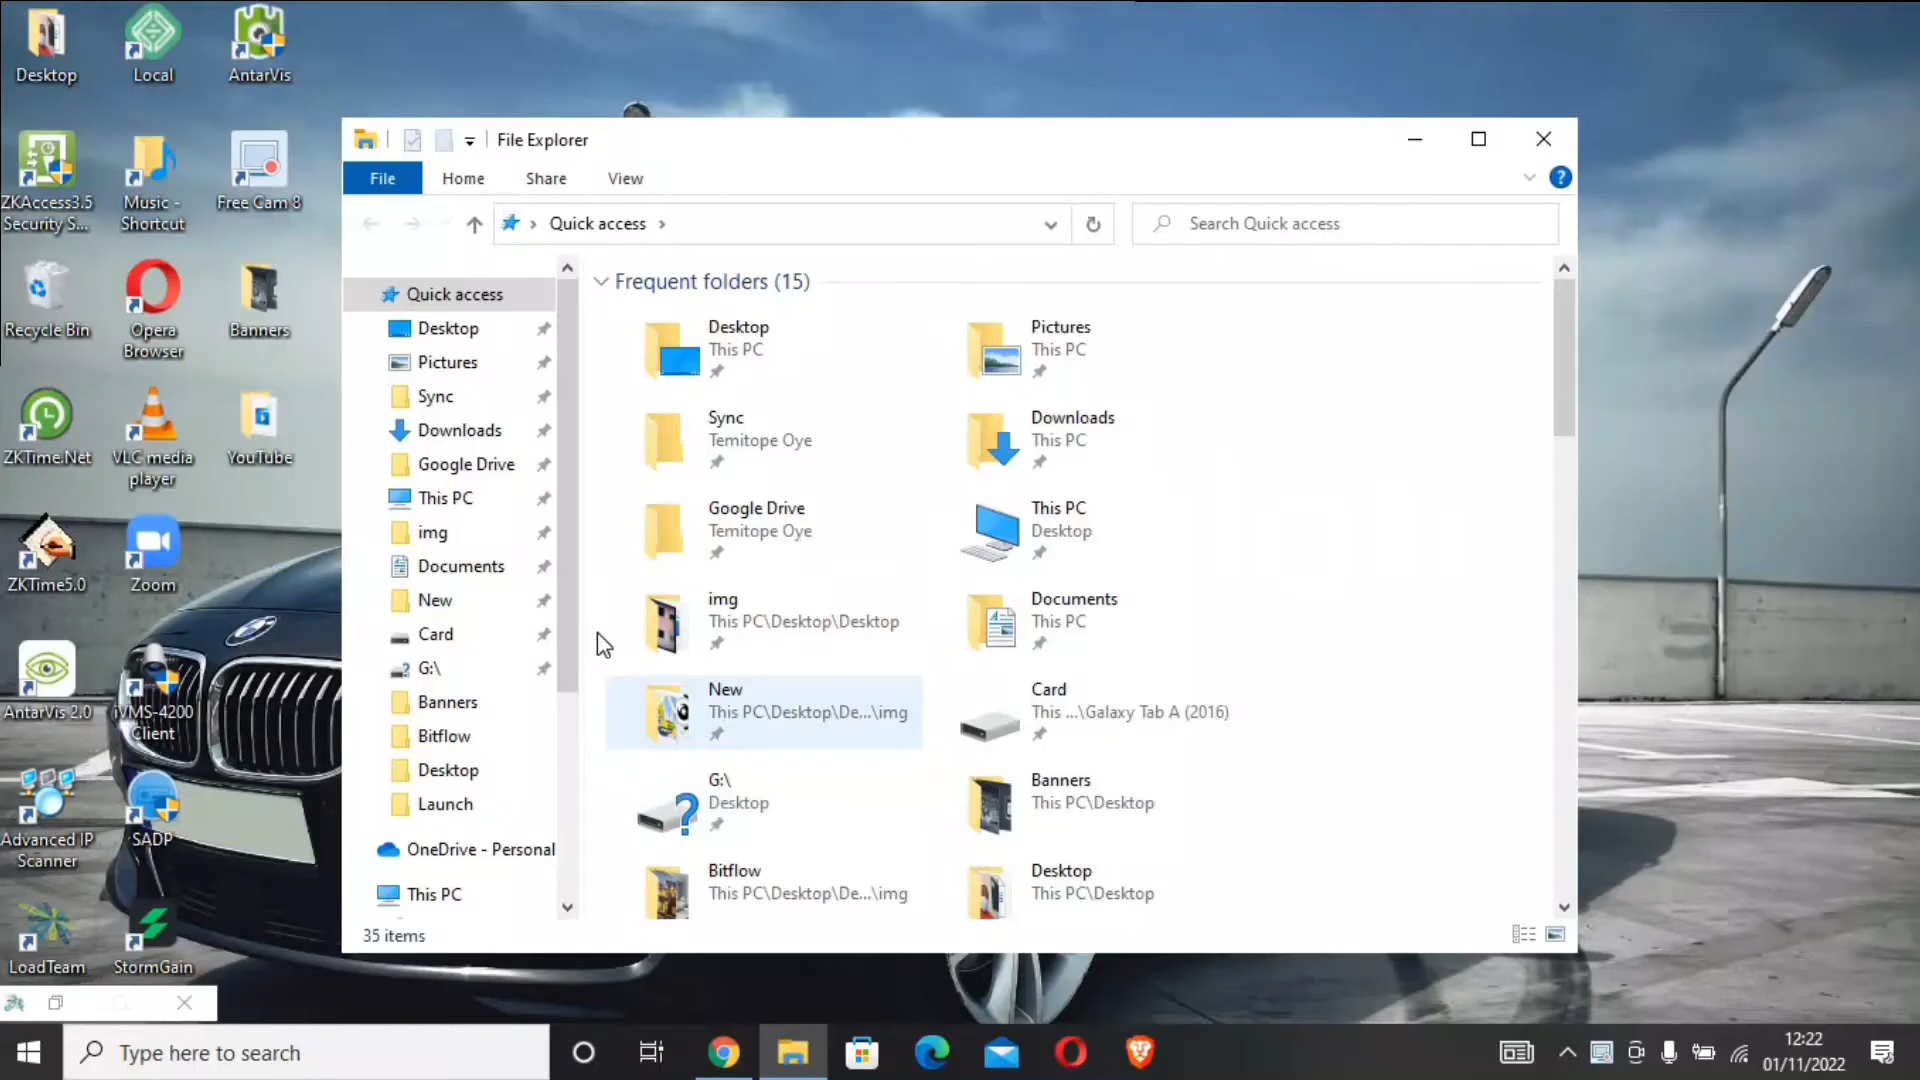 Desktop
Local
AntarVis
ZKAccess3.5
Security S...
Music -
Shortcut
Free Cam 8
Recycle Bin
Opera
Browser
Banners
ZKTime.Net
VLC media
player
YouTube
ZKTime5.0
Zoom
AntarVis 2.0
iVMS-4200
Client
Advanced IP
Scanner
SADP
LoadTeam
StormGain
File Explorer
File
Home
Share
View
?
Quick access
Search Quick access
Quick access
Desktop
Pictures
Sync
Downloads
Google Drive
This PC
img
Documents
New
Card
G:\
Banners
Bitflow
Desktop
Launch
OneDrive - Personal
This PC
Frequent folders (15)
Desktop
This PC
Pictures
This PC
Sync
Temitope Oye
Downloads
This PC
Google Drive
Temitope Oye
This PC
Desktop
img
This PC\Desktop\Desktop
Documents
This PC
New
This PC\Desktop\De...\img
Card
This ...\Galaxy Tab A (2016)
G:\
Desktop
Banners
This PC\Desktop
Bitflow
This PC\Desktop\De...\img
Desktop
This PC\Desktop
35 items
Type here to search
12:22
01/11/2022